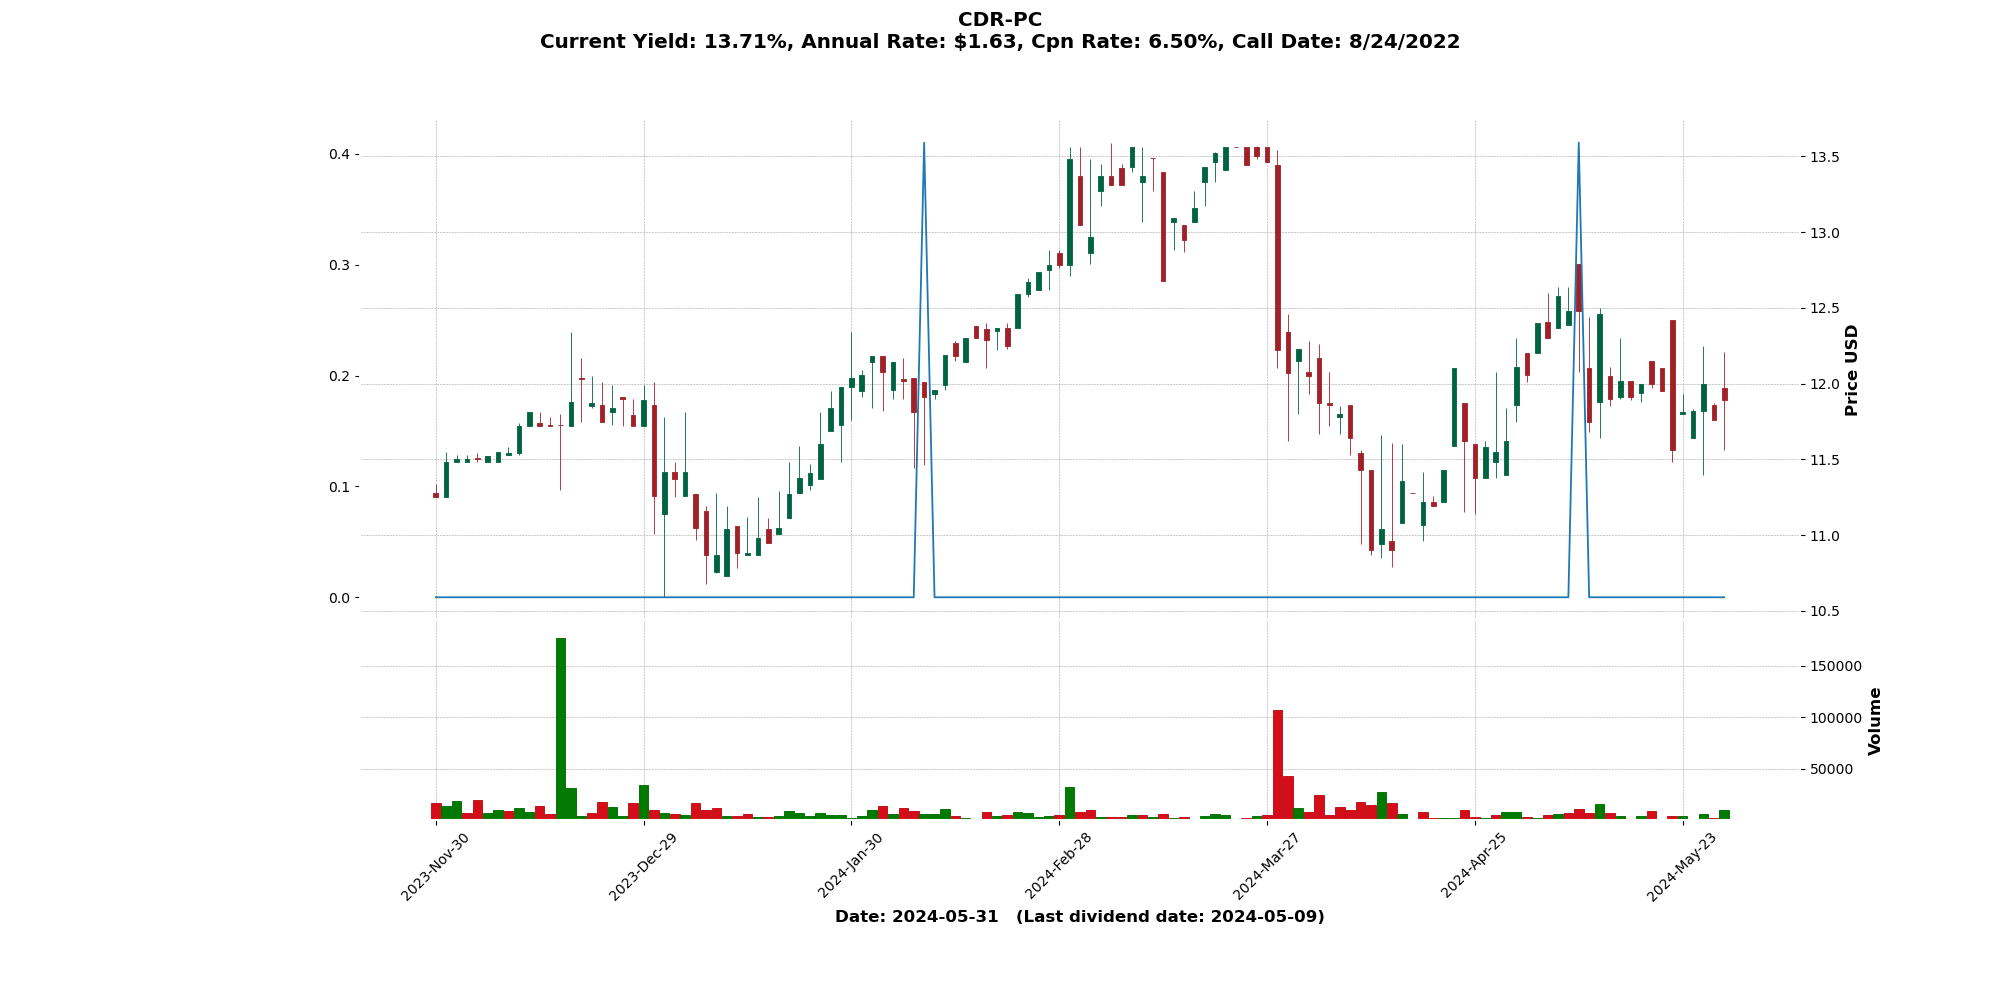 CDR-PC
Current Yield: 13.71%, Annual Rate: $1.63, Cpn Rate: 6.50%, Call Date: 8/24/2022
0.4
0.3
0.2
0.1
0.0
13.5
13.0
12.5
12.0
11.5
11.0
10.5
Price USD
150000
100000
50000
Volume
2023-Nov-30
2023-Dec-29
2024-Jan-30
2024-Feb-28
2024-Mar-27
2024-Apr-25
2024-May-23
Date: 2024-05-31 (Last dividend date: 2024-05-09)